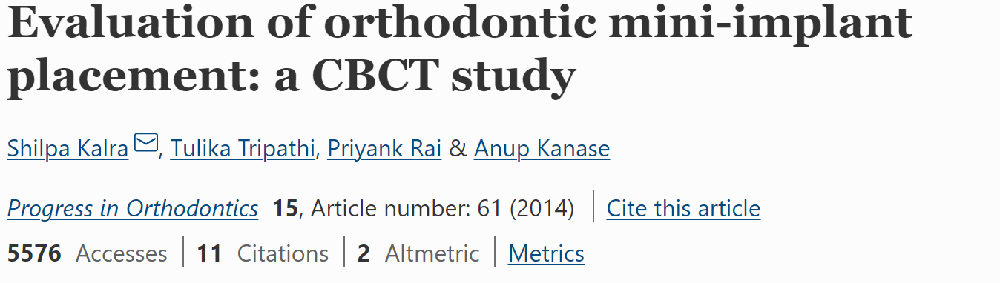 Evaluation of orthodontic mini-implant
placement: a CBCT study
Shilpa Kalra, Tulika Tripathi, Priyank Rai & Anup Kanase
Progress in Orthodontics 15, Article number: 61 (2014) Cite this article
5576 Accesses 11 Citations 2 Altmetric Metrics